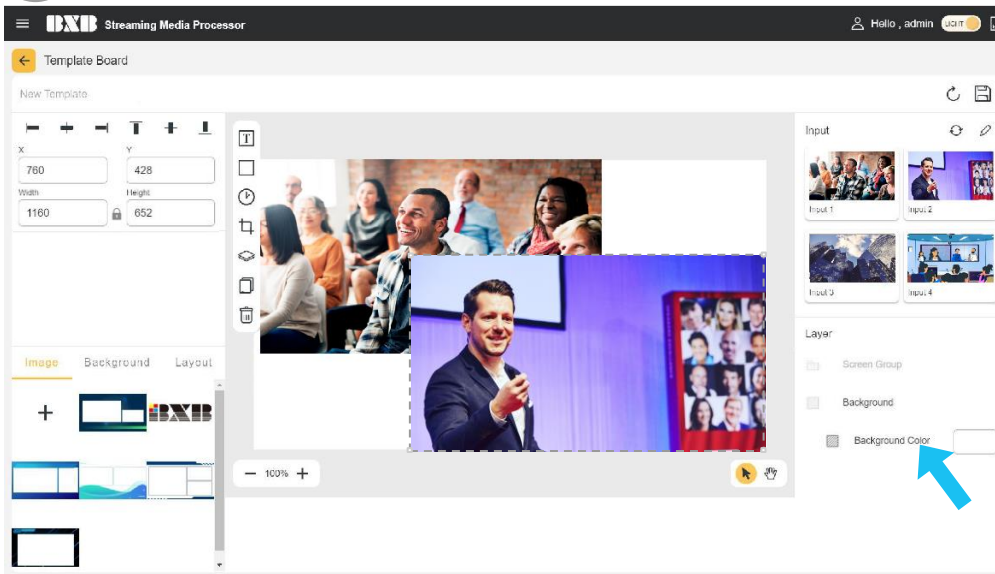 BXB Streaming Media Processor
Hello , admin
LIGHT
Template Board
New Template
X
Y
760
428
Width
Height
1160
652
T
Input
Input 1
Input 2
Input 3
Input 4
Layer
Screen Group
Background
Background Color
Image Background Layout
BXB
100%